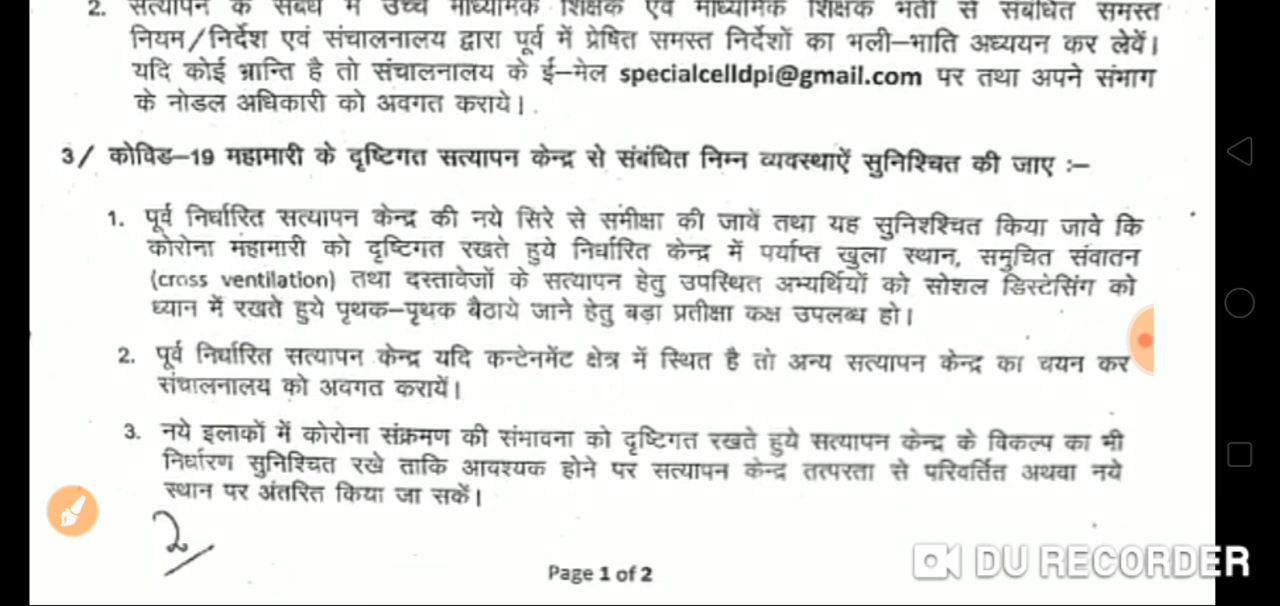 2. सत्यापन के संबंध में उच्च माध्यमिक शिक्षक एवं माध्यमिक शिक्षक भर्ती से संबंधित समस्त
नियम/निर्देश एवं संचालनालय द्वारा पूर्व में प्रेषित समस्त निर्देशों का भली–भाति अध्ययन कर लेवें।
यदि कोई भ्रान्ति है तो संचालनालय के ई–मेल specialcelldpi@gmail.com पर तथा अपने संभाग
के नोडल अधिकारी को अवगत कराये।
3/ कोविड–19 महामारी के दृष्टिगत सत्यापन केन्द्र से संबंधित निम्न व्यवस्थाऐं सुनिश्चित की जाए :–
1. पूर्व निर्धारित सत्यापन केन्द्र की नये सिरे से समीक्षा की जावें तथा यह सुनिशश्चित किया जावे कि
कोरोना महामारी को दृष्टिगत रखते हुये निर्धारित केन्द्र में पर्याप्त खुला स्थान, समुचित संवातन
(cross ventilation) तथा दस्तावेजों के सत्यापन हेतु उपस्थित अभ्यर्थियों को सोशल डिस्टेसिंग को
ध्यान में रखते हुये पृथक–पृथक बैठाये जाने हेतु बड़ा प्रतीक्षा कक्ष उपलब्ध हो।
2. पूर्व निर्धारित सत्यापन केन्द्र यदि कन्टेनमेंट क्षेत्र में स्थित है तो अन्य सत्यापन केन्द्र का चयन कर
संचालनालय को अवगत करायें।
3. नये इलाकों में कोरोना संक्रमण की संभावना को दृष्टिगत रखते हुये सत्यापन केन्द्र के विकल्प का भी
निर्धारण सुनिश्चित रखे ताकि आवश्यक होने पर सत्यापन केन्द्र तत्परता से परिवर्तित अथवा नये
स्थान पर अंतरित किया जा सकें।
2/
Page 1 of 2
DU RECORDER